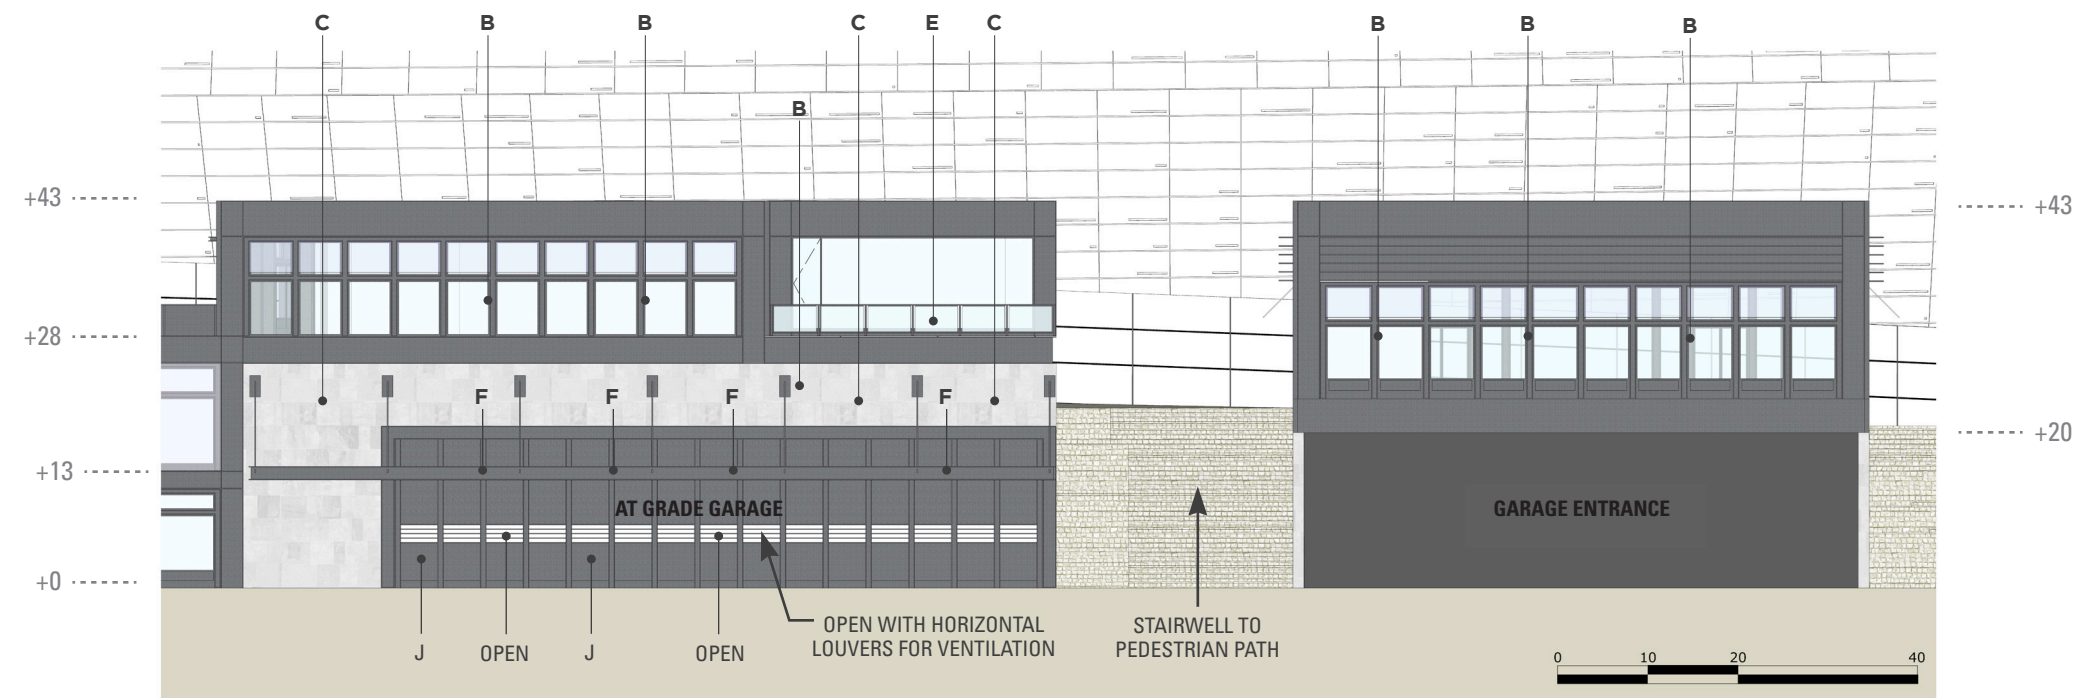 C B B C E C B B B
B
+43 +43
+28
F F F F
+20
+13
AT GRADE GARAGE
GARAGE ENTRANCE
+0
OPEN WITH HORIZONTAL
LOUVERS FOR VENTILATION
STAIRWELL TO
PEDESTRIAN PATH
J OPEN J OPEN
0 10 20 40